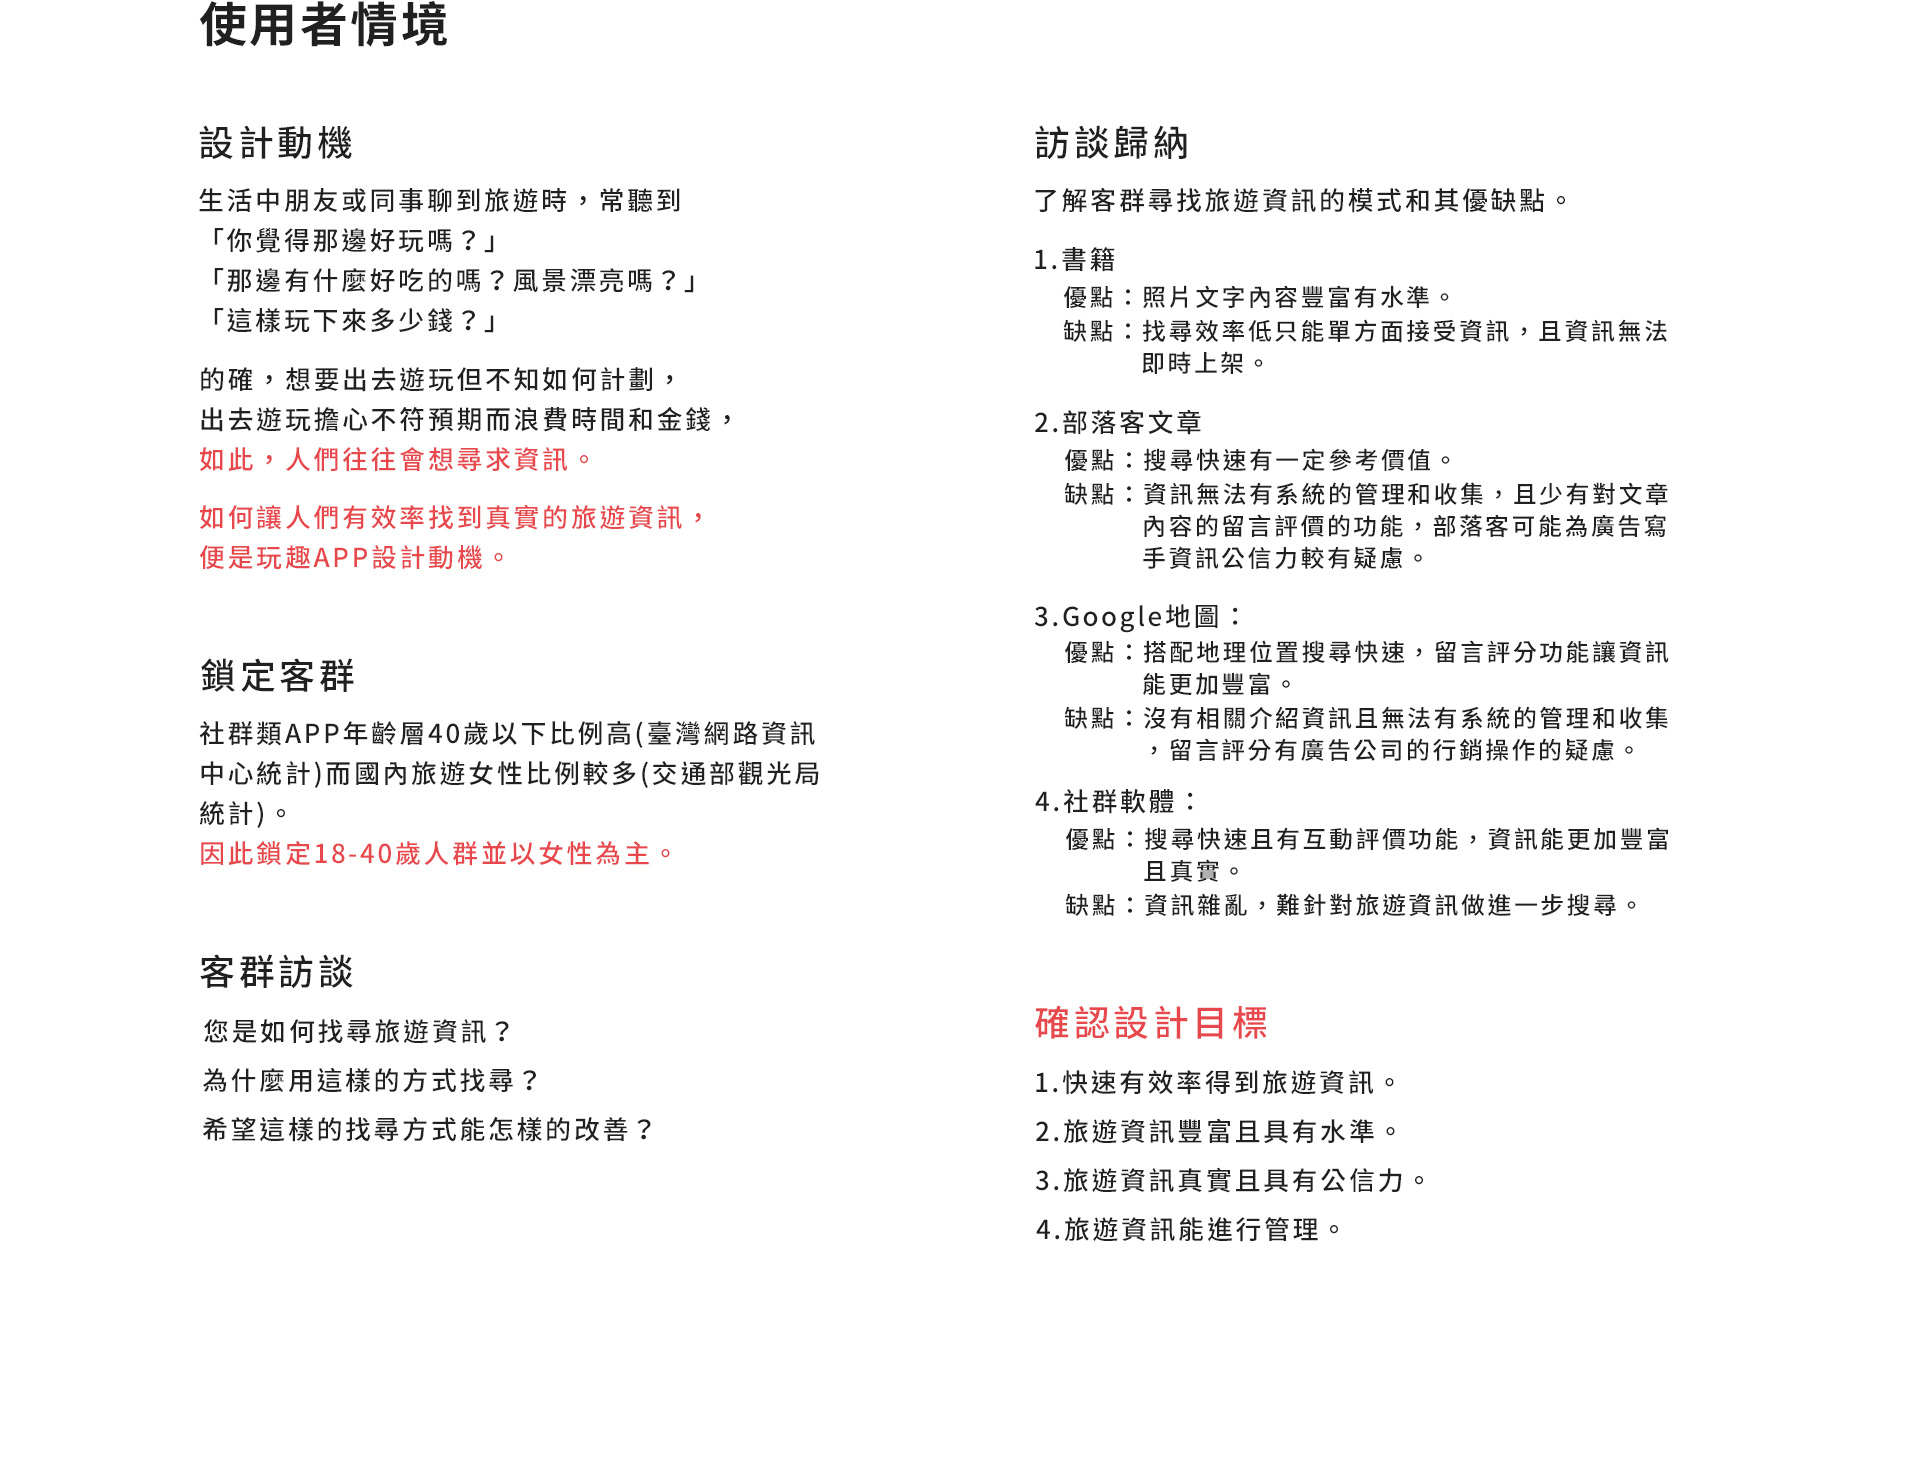 使用者情境
設計動機
生活中朋友或同事聊到旅遊時，常聽到
「你覺得那邊好玩嗎？」
「那邊有什麼好吃的嗎？風景漂亮嗎？」
「這樣玩下來多少錢？」
的確，想要出去遊玩但不知如何計劃，
出去遊玩擔心不符預期而浪費時間和金錢，
如此，人們往往會想尋求資訊。
如何讓人們有效率找到真實的旅遊資訊，
便是玩趣APP設計動機。
鎖定客群
社群類APP年齡層40歲以下比例高(臺灣網路資訊
中心統計)而國內旅遊女性比例較多(交通部觀光局
統計)。
因此鎖定18-40歲人群並以女性為主。
客群訪談
您是如何找尋旅遊資訊？
為什麼用這樣的方式找尋？
希望這樣的找尋方式能怎樣的改善？
訪談歸納
了解客群尋找旅遊資訊的模式和其優缺點。
1.書籍
優點：照片文字內容豐富有水準。
缺點：找尋效率低只能單方面接受資訊，且資訊無法
即時上架。
2.部落客文章
優點：搜尋快速有一定參考價值。
缺點：資訊無法有系統的管理和收集，且少有對文章
內容的留言評價的功能，部落客可能為廣告寫
手資訊公信力較有疑慮。
3.Google地圖：
優點：搭配地理位置搜尋快速，留言評分功能讓資訊
能更加豐富。
缺點：沒有相關介紹資訊且無法有系統的管理和收集
，留言評分有廣告公司的行銷操作的疑慮。
4.社群軟體：
優點：搜尋快速且有互動評價功能，資訊能更加豐富
且真實。
缺點：資訊雜亂，難針對旅遊資訊做進一步搜尋。
確認設計目標
1.快速有效率得到旅遊資訊。
2.旅遊資訊豐富且具有水準。
3.旅遊資訊真實且具有公信力。
4.旅遊資訊能進行管理。